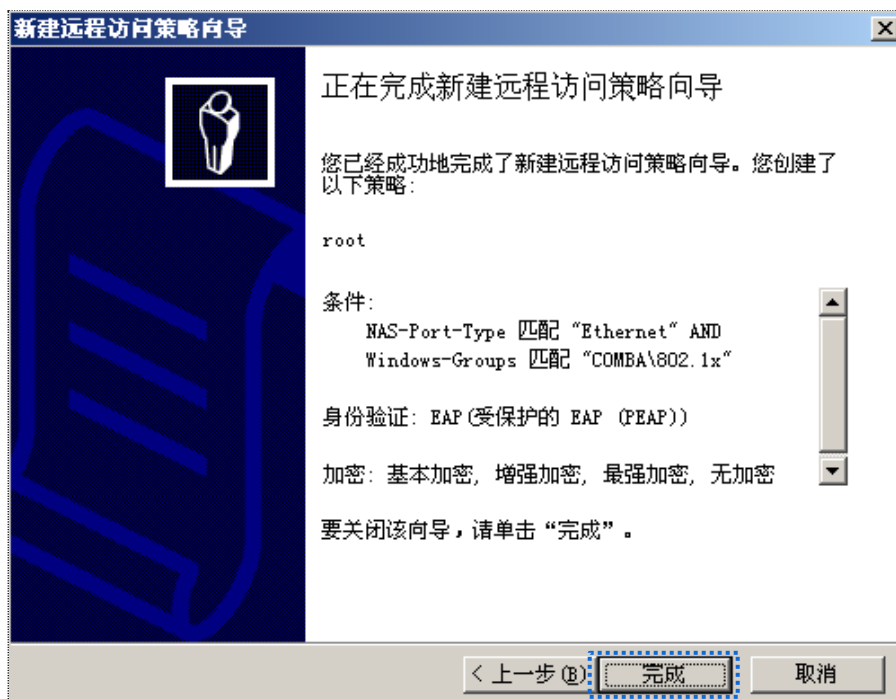 新建远程访问策略向导
正在完成新建远程访问策略向导
您已经成功地完成了新建远程访问策略向导。您创建了
以下策略:
root
条件:
NAS-Port-Type 匹配 "Ethernet" AND
Windows-Groups 匹配 "COMBA\802.1x"
身份验证: EAP(受保护的 EAP (PEAP))
加密: 基本加密, 增强加密, 最强加密, 无加密
要关闭该向导，请单击“完成”。
< 上一步(B) 完成 取消